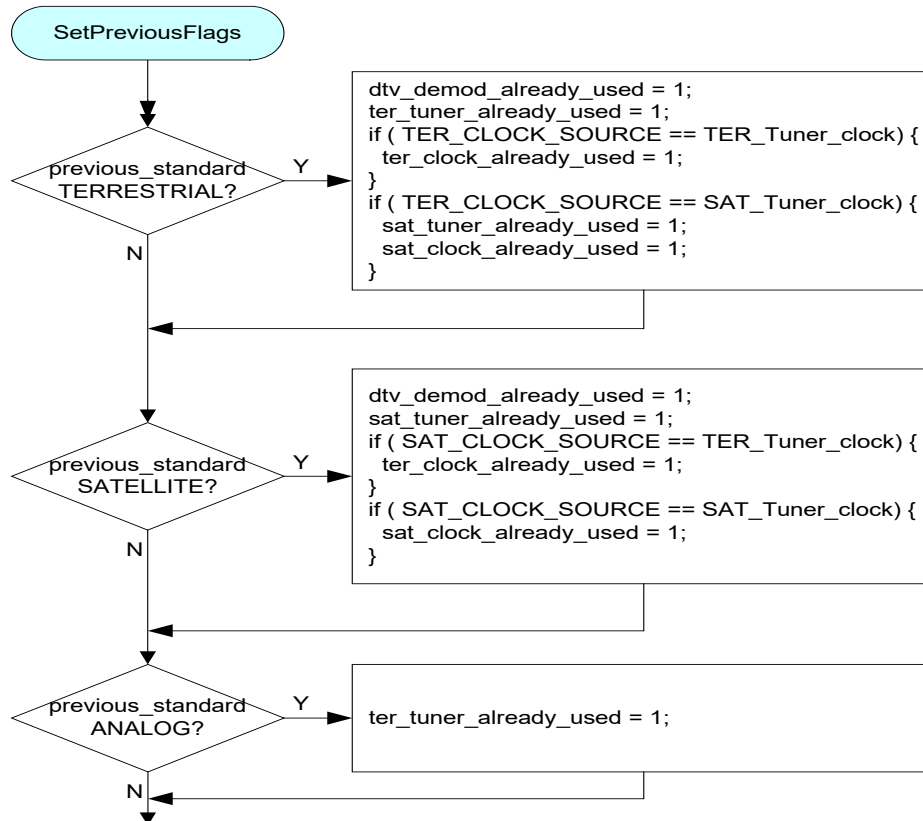 SetPreviousFlags
previous_standard
TERRESTRIAL?
Y
N
dtv_demod_already_used = 1;
ter_tuner_already_used = 1;
if ( TER_CLOCK_SOURCE == TER_Tuner_clock) {
  ter_clock_already_used = 1;
}
if ( TER_CLOCK_SOURCE == SAT_Tuner_clock) {
  sat_tuner_already_used = 1;
  sat_clock_already_used = 1;
}
previous_standard
SATELLITE?
Y
N
dtv_demod_already_used = 1;
sat_tuner_already_used = 1;
if ( SAT_CLOCK_SOURCE == TER_Tuner_clock) {
  ter_clock_already_used = 1;
}
if ( SAT_CLOCK_SOURCE == SAT_Tuner_clock) {
  sat_clock_already_used = 1;
}
previous_standard
ANALOG?
Y
N
ter_tuner_already_used = 1;